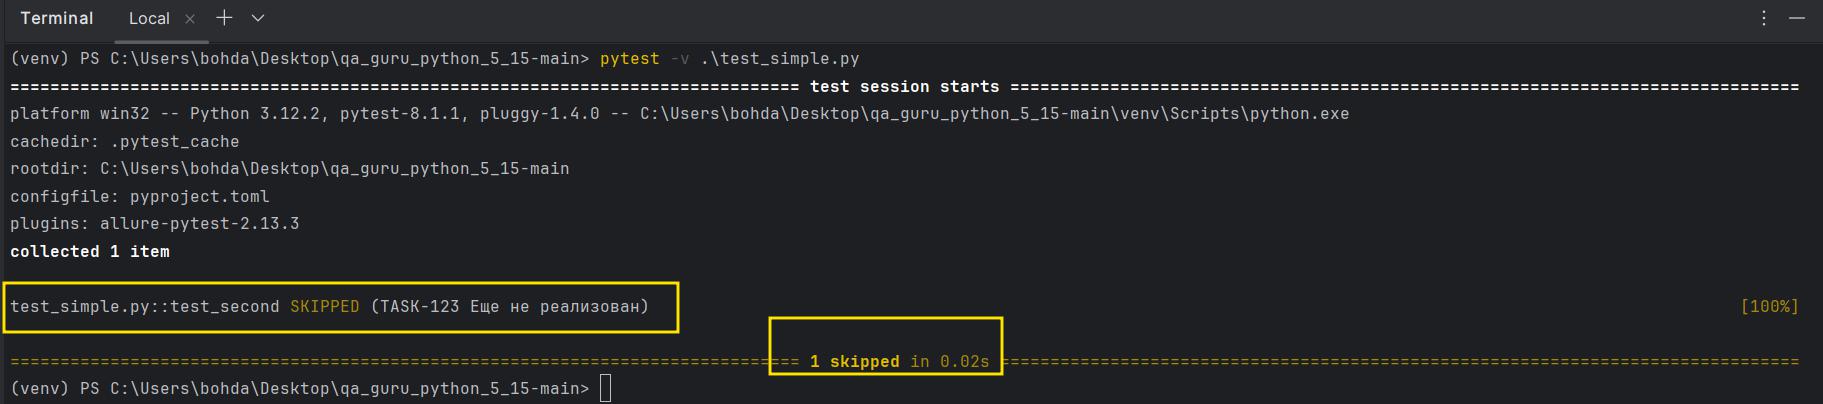 Terminal Local × +
(venv) PS C:\Users\bohda\Desktop\qa_guru_python_5_15-main> pytest -v .\test_simple.py
=============================================================================== test session starts ===============================================================================
platform win32 -- Python 3.12.2, pytest-8.1.1, pluggy-1.4.0 -- C:\Users\bohda\Desktop\qa_guru_python_5_15-main\venv\Scripts\python.exe
cachedir: .pytest_cache
rootdir: C:\Users\bohda\Desktop\qa_guru_python_5_15-main
configfile: pyproject.toml
plugins: allure-pytest-2.13.3
collected 1 item
test_simple.py::test_second SKIPPED (TASK-123 Еще не реализован) [100%]
=============================================================================== 1 skipped in 0.02s ================================================================================
(venv) PS C:\Users\bohda\Desktop\qa_guru_python_5_15-main>